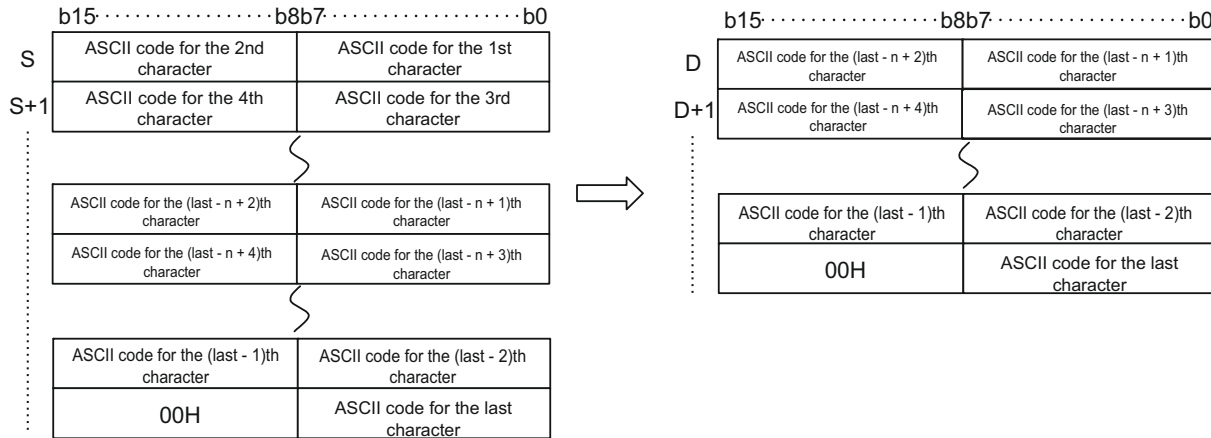 b15 b8b7 b0
S
ASCII code for the 2nd
character
ASCII code for the 1st
character
S+1
ASCII code for the 4th
character
ASCII code for the 3rd
character
ASCII code for the (last - n + 2)th
character
ASCII code for the (last - n + 1)th
character
ASCII code for the (last - n + 4)th
character
ASCII code for the (last - n + 3)th
character
ASCII code for the (last - 1)th
character
ASCII code for the (last - 2)th
character
00H
ASCII code for the last
character
b15 b8b7 b0
D
ASCII code for the (last - n + 2)th
character
ASCII code for the (last - n + 1)th
character
D+1
ASCII code for the (last - n + 4)th
character
ASCII code for the (last - n + 3)th
character
ASCII code for the (last - 1)th
character
ASCII code for the (last - 2)th
character
00H
ASCII code for the last
character